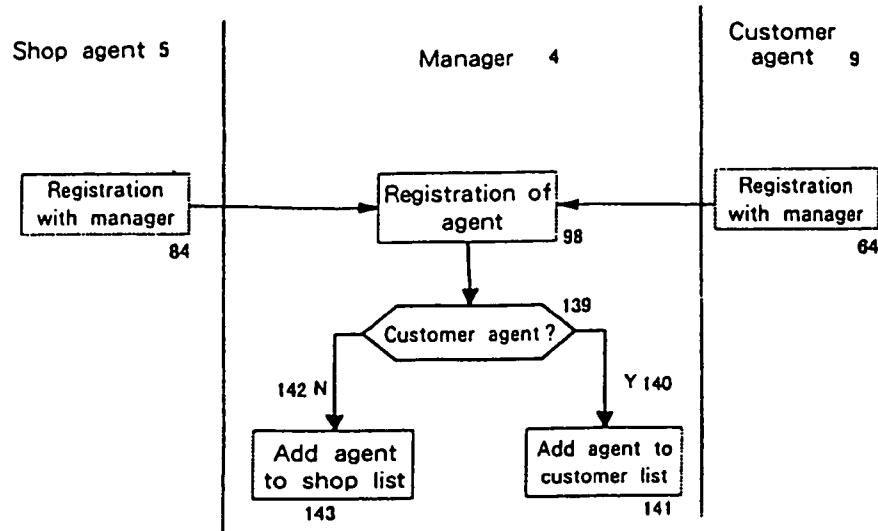 Shop agent 5
Manager 4
Customer
agent 9
Registration
with manager
84
Registration of
agent
98
Registration
with manager
64
139
Customer agent?
142 N
Y 140
Add agent
to shop list
143
Add agent to
customer list
141